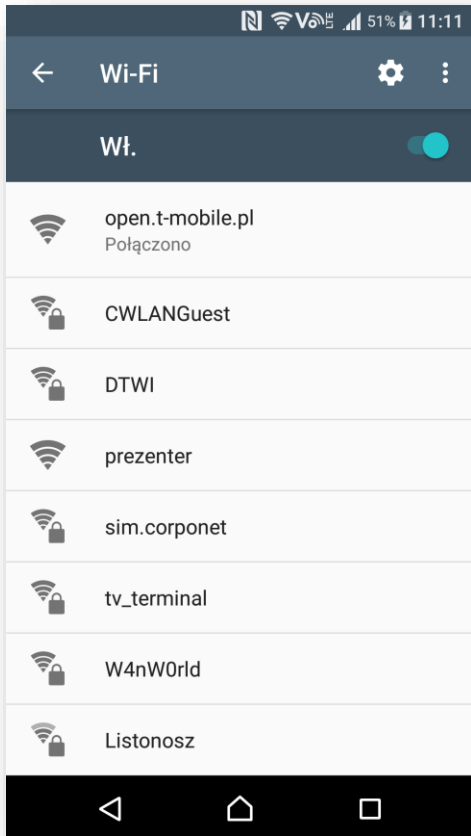 51% 11:11
Wi-Fi
Wł.
open.t-mobile.pl
Połączono
CWLANGuest
DTWI
prezenter
sim.corponet
tv_terminal
W4nW0rld
Listonosz